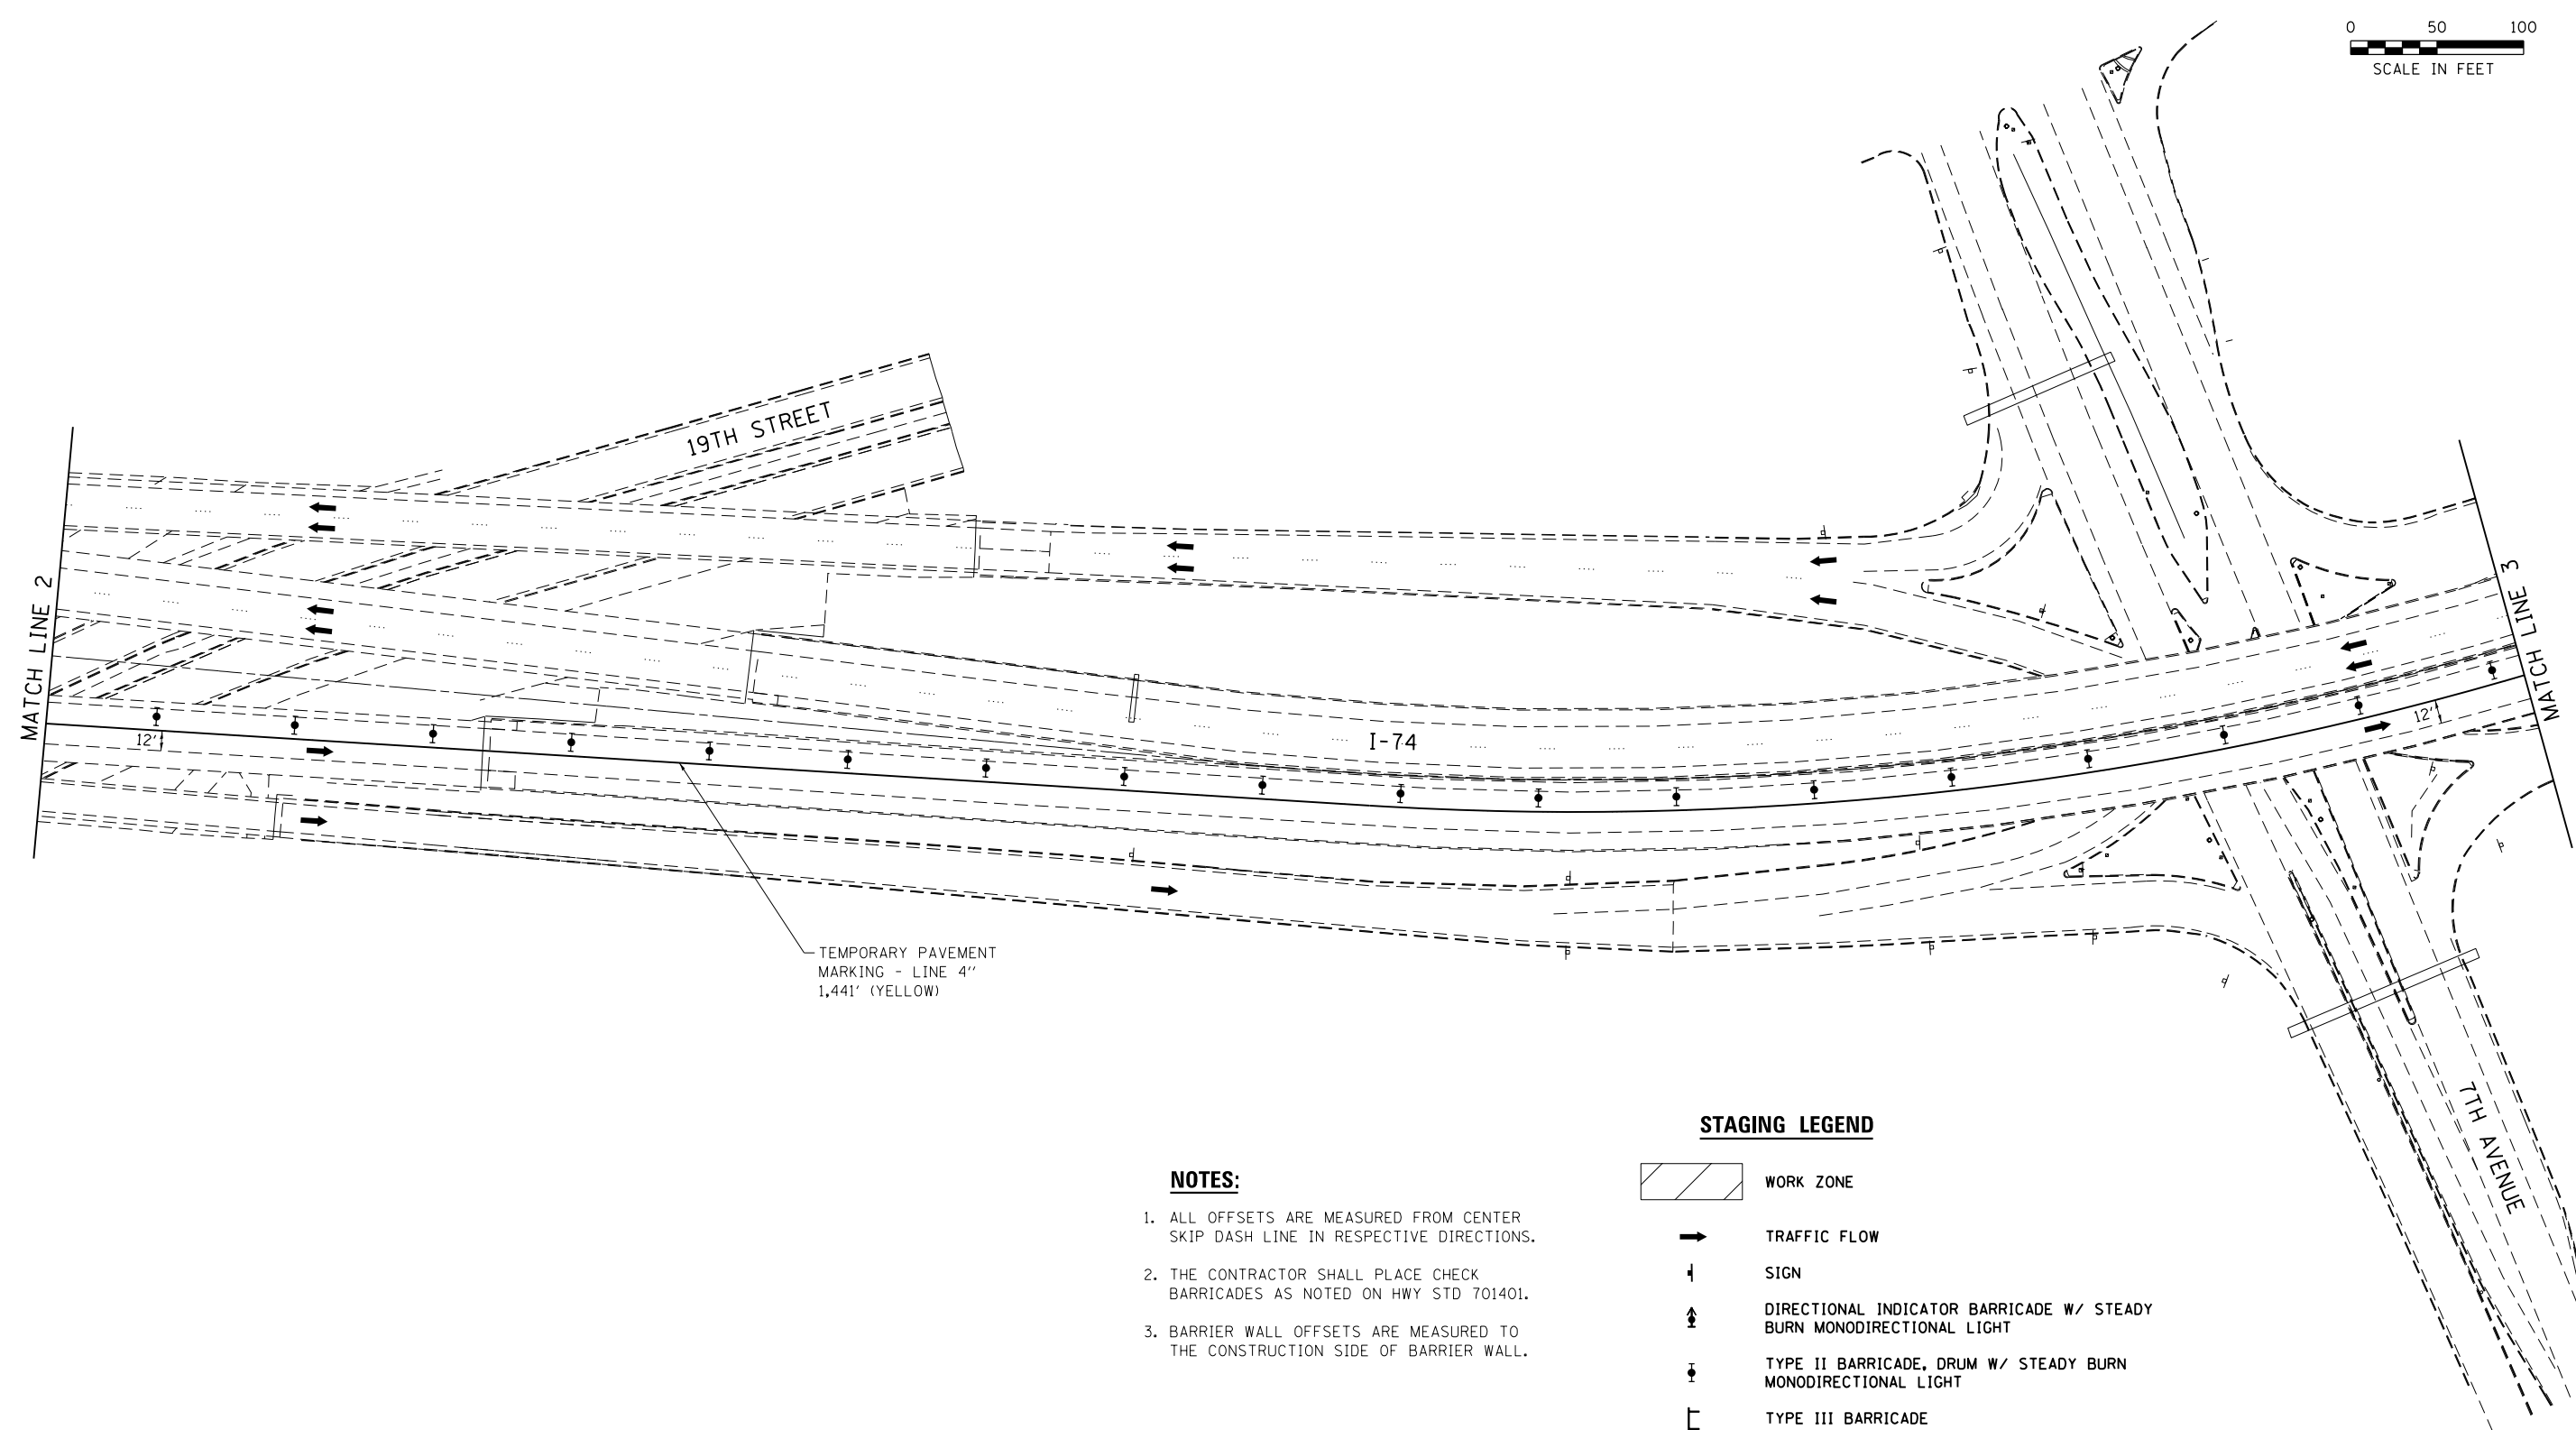 0 50 100
SCALE IN FEET
19TH STREET
MATCH LINE 2
MATCH LINE 3
I-74
12'
12'
TEMPORARY PAVEMENT
MARKING - LINE 4''
1,441' (YELLOW)
7TH AVENUE
STAGING LEGEND
WORK ZONE
TRAFFIC FLOW
SIGN
DIRECTIONAL INDICATOR BARRICADE W/ STEADY
BURN MONODIRECTIONAL LIGHT
TYPE II BARRICADE, DRUM W/ STEADY BURN
MONODIRECTIONAL LIGHT
TYPE III BARRICADE
NOTES:
1. ALL OFFSETS ARE MEASURED FROM CENTER
SKIP DASH LINE IN RESPECTIVE DIRECTIONS.
2. THE CONTRACTOR SHALL PLACE CHECK
BARRICADES AS NOTED ON HWY STD 701401.
3. BARRIER WALL OFFSETS ARE MEASURED TO
THE CONSTRUCTION SIDE OF BARRIER WALL.